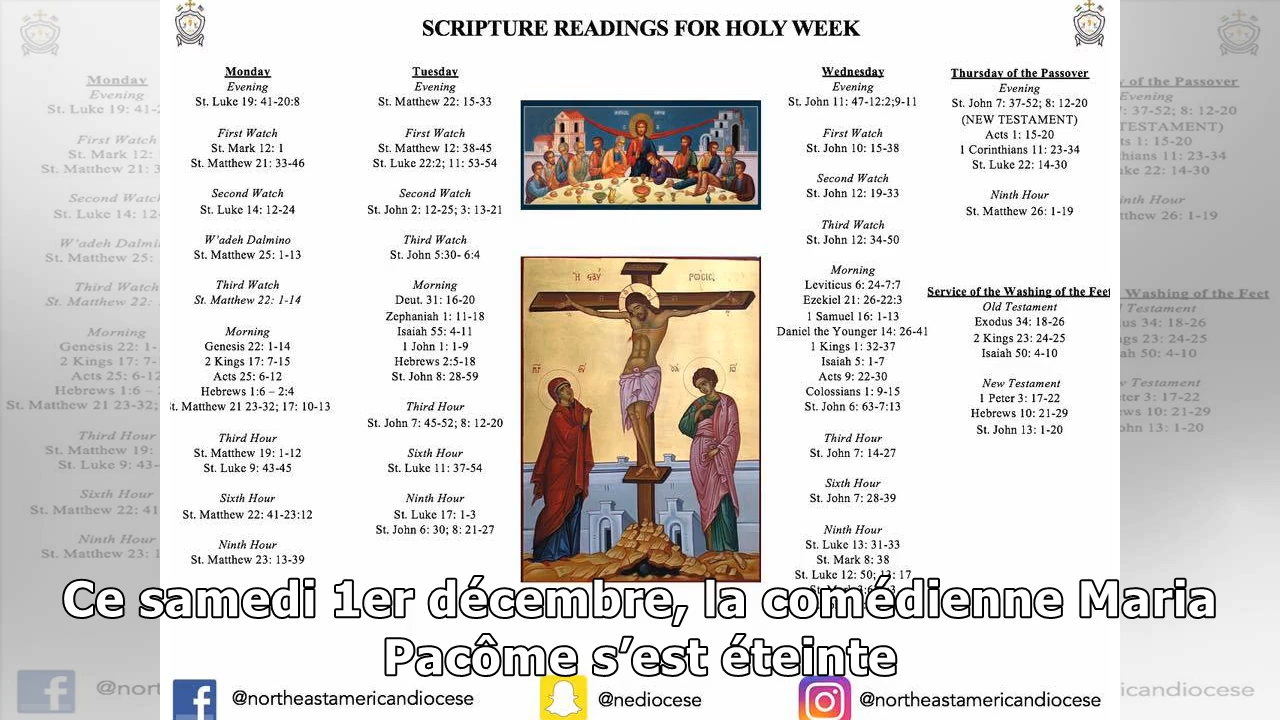 SCRIPTURE READINGS FOR HOLY WEEK
Monday
Evening
St. Luke 19: 41-20:8
First Watch
St. Mark 12: 1
St. Matthew 21: 33-46
Second Watch
St. Luke 14: 12-24
W'adeh Dalmino
St. Matthew 25: 1-13
Third Watch
St. Matthew 22: 1-14
Morning
Genesis 22: 1-14
2 Kings 17: 7-15
Acts 25: 6-12
Hebrews 1:6 – 2:4
t. Matthew 21 23-32; 17: 10-13
Third Hour
St. Matthew 19: 1-12
St. Luke 9: 43-45
Sixth Hour
St. Matthew 22: 41-23:12
Ninth Hour
St. Matthew 23: 13-39
Tuesday
Evening
St. Matthew 22: 15-33
First Watch
St. Matthew 12: 38-45
St. Luke 22:2; 11: 53-54
Second Watch
St. John 2: 12-25; 3: 13-21
Third Watch
St. John 5:30- 6:4
Morning
Deut. 31: 16-20
Zephaniah 1: 11-18
Isaiah 55: 4-11
1 John 1: 1-9
Hebrews 2:5-18
St. John 8: 28-59
Third Hour
St. John 7: 45-52; 8: 12-20
Sixth Hour
St. Luke 11: 37-54
Ninth Hour
St. Luke 17: 1-3
St. John 6: 30; 8: 21-27
Wednesday
Evening
St. John 11: 47-12:2;9-11
First Watch
St. John 10: 15-38
Second Watch
St. John 12: 19-33
Third Watch
St. John 12: 34-50
Morning
Leviticus 6: 24-7:7
Ezekiel 21: 26-22:3
1 Samuel 16: 1-13
Daniel the Younger 14: 26-41
1 Kings 1: 32-37
Isaiah 5: 1-7
Acts 9: 22-30
Colossians 1: 9-15
St. John 6: 63-7:13
Third Hour
St. John 7: 14-27
Sixth Hour
St. John 7: 28-39
Ninth Hour
St. Luke 13: 31-33
St. Mark 8: 38
St. Luke 12: 50; 13: 17
Thursday of the Passover
Evening
St. John 7: 37-52; 8: 12-20
(NEW TESTAMENT)
Acts 1: 15-20
1 Corinthians 11: 23-34
St. Luke 22: 14-30
Ninth Hour
St. Matthew 26: 1-19
Service of the Washing of the Feet
Old Testament
Exodus 34: 18-26
2 Kings 23: 24-25
Isaiah 50: 4-10
New Testament
1 Peter 3: 17-22
Hebrews 10: 21-29
St. John 13: 1-20
Ce samedi 1er décembre, la comédienne Maria
Pacôme s’est éteinte
@northeastamericandiocese
@nediocese
@northeastamericandiocese